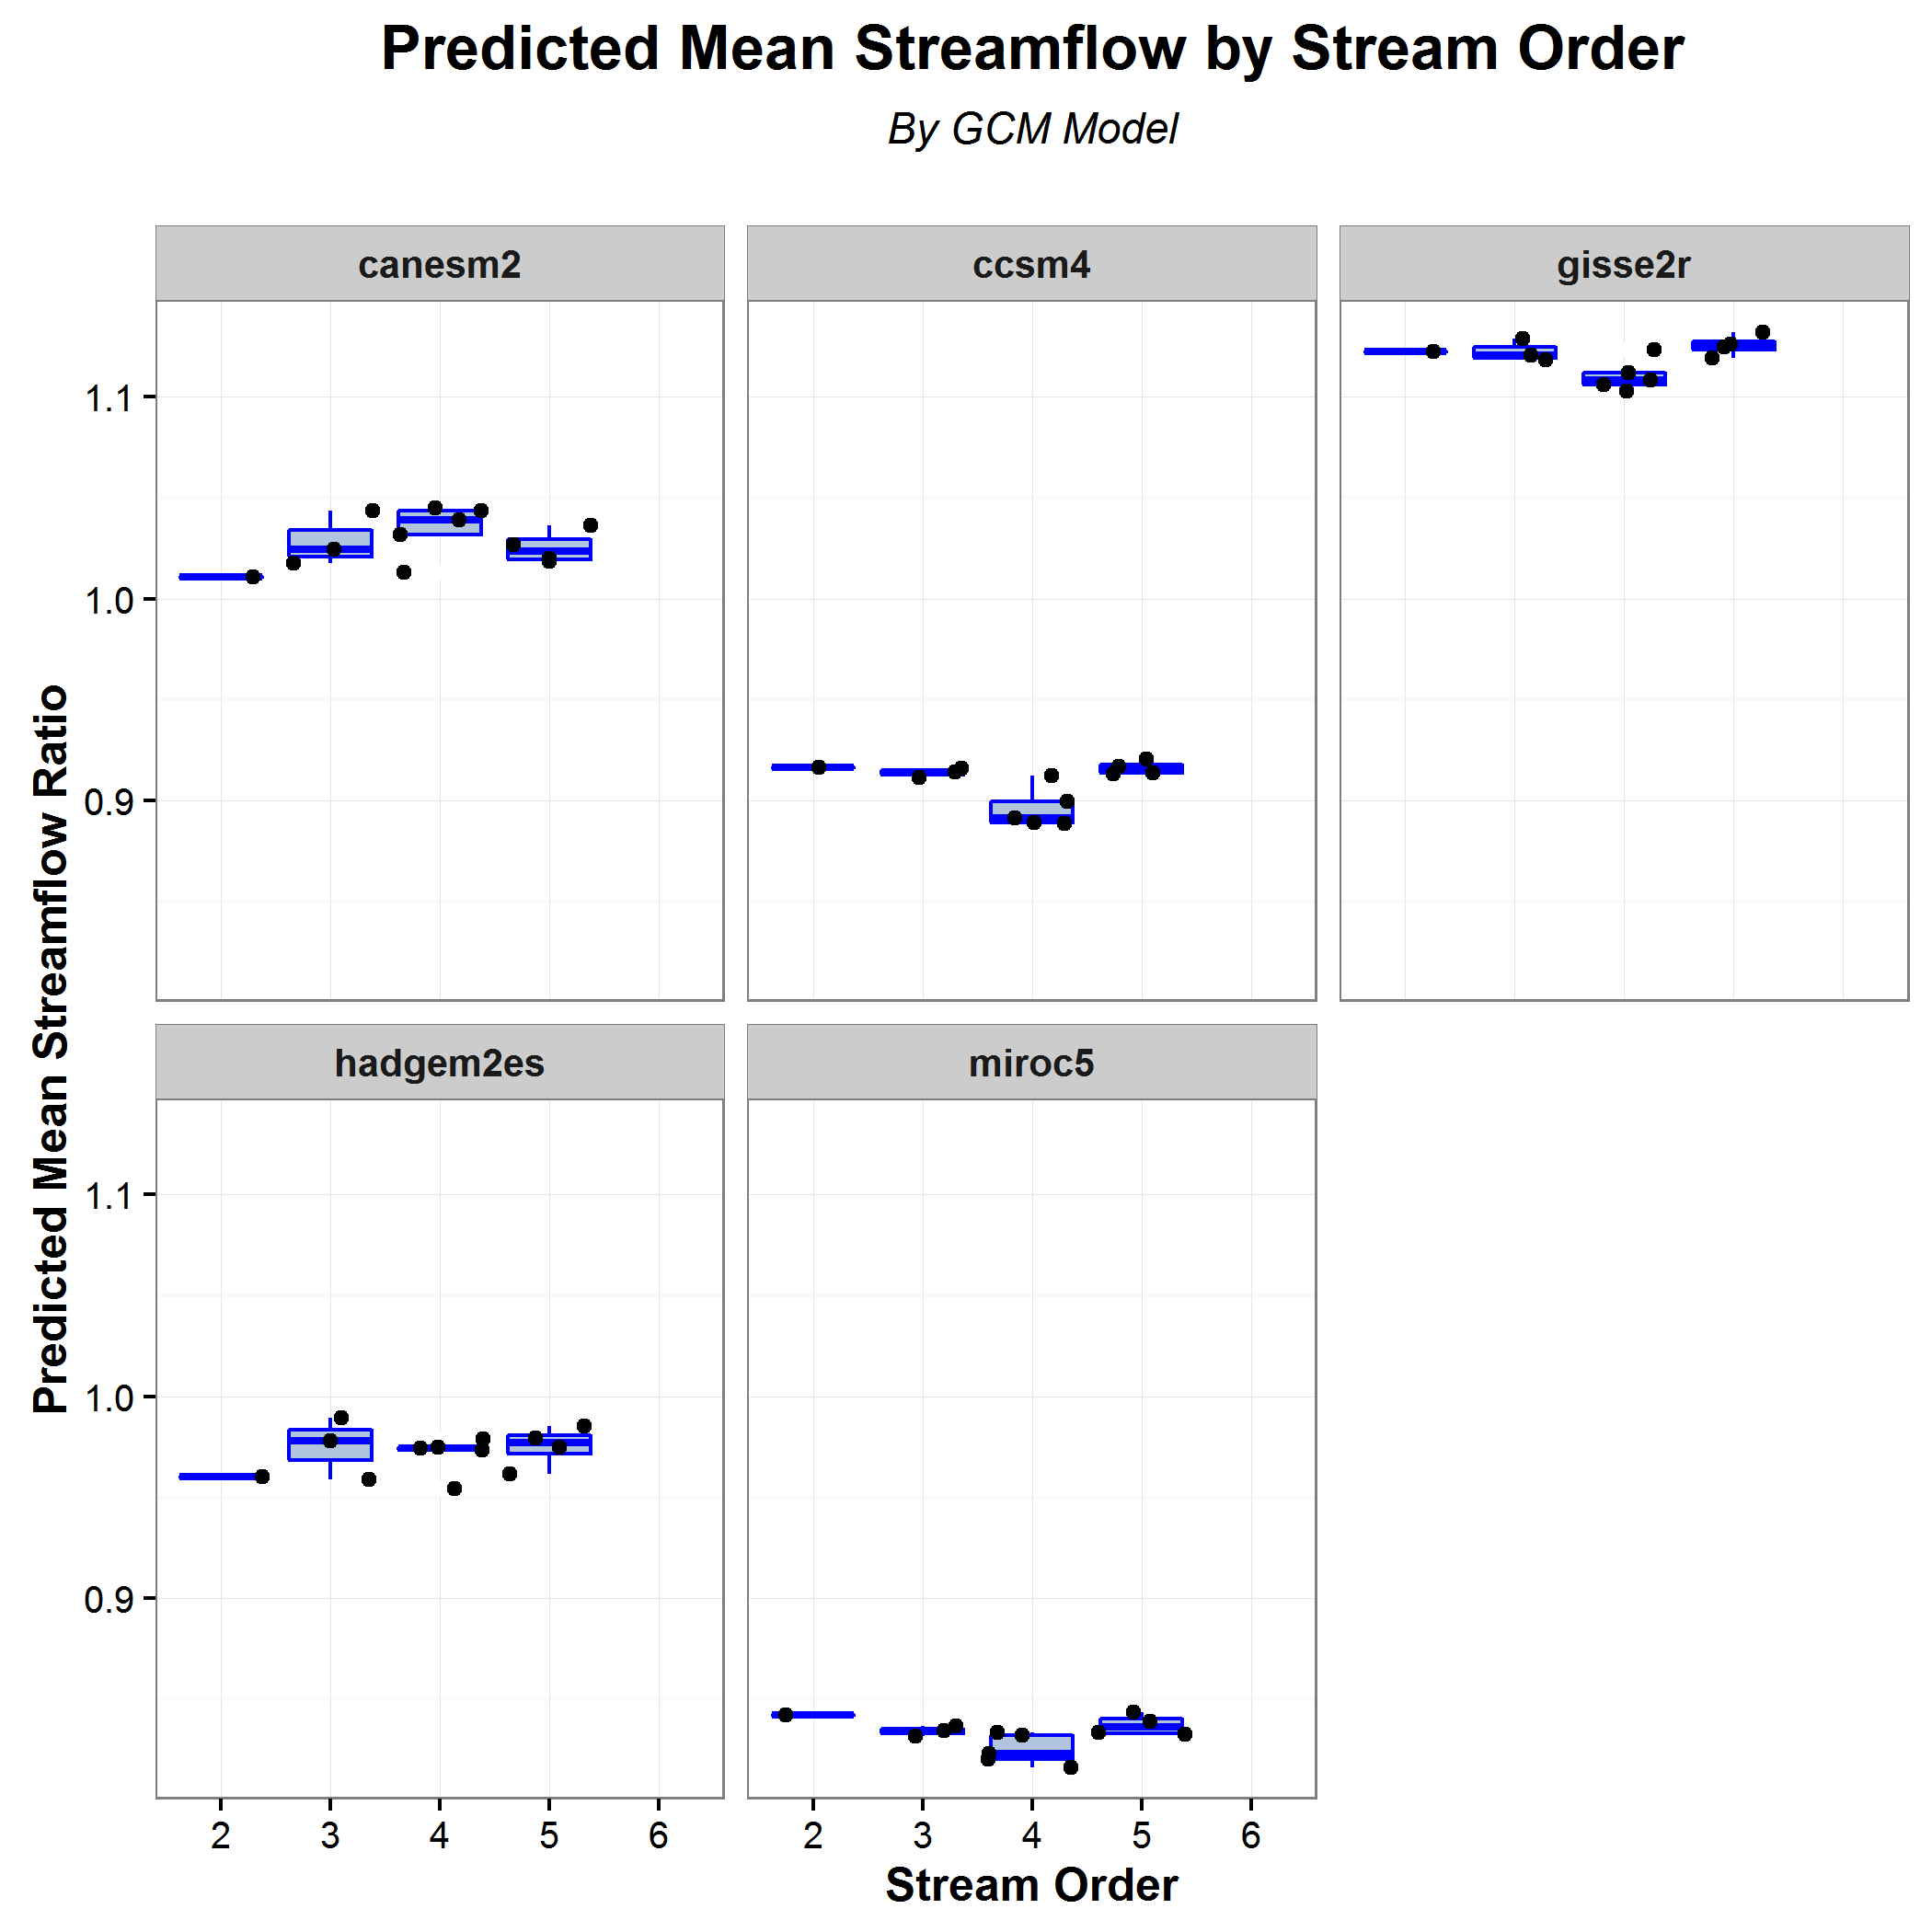 Predicted Mean Streamflow by Stream Order
By GCM Model
canesm2
ccsm4
gisse2r
1.1
1.0
0.9
Predicted Mean Streamflow Ratio
hadgem2es
miroc5
1.1
1.0
0.9
2 3 4 5 6
2 3 4 5 6
Stream Order